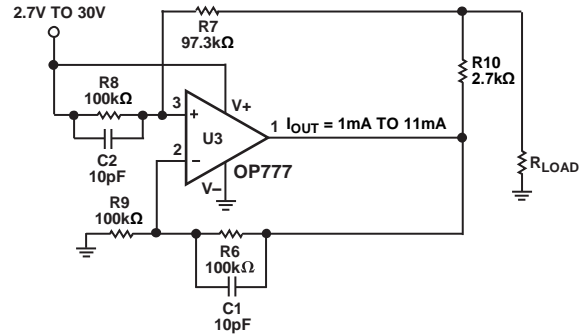 2.7V TO 30V
R7
97.3kΩ
R10
2.7kΩ
R8
100kΩ
C2
10pF
3
+
V+
1
I_OUT = 1mA TO 11mA
U3
2
–
OP777
V–
R_LOAD
R9
100kΩ
R6
100kΩ
C1
10pF